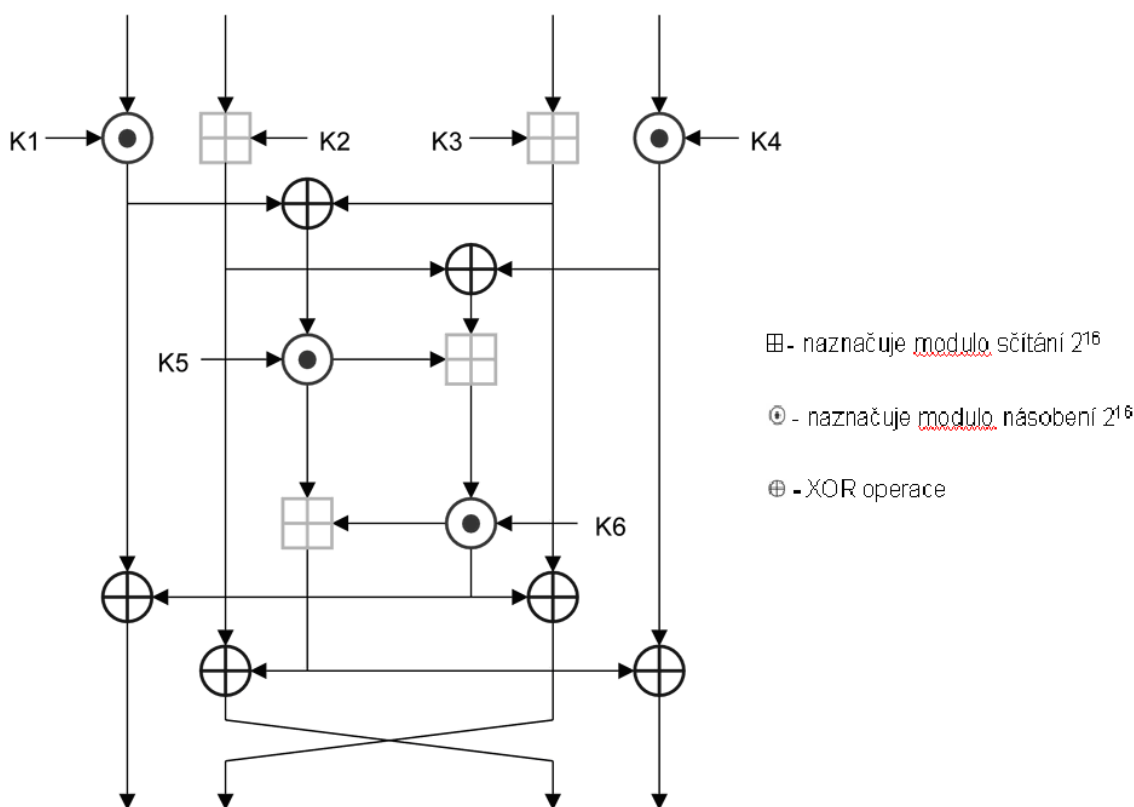 K1
K2
K3
K4
K5
K6
⊞ - naznačuje modulo sčítání 2¹⁶
⊙ - naznačuje modulo násobení 2¹⁶
⊕ - XOR operace